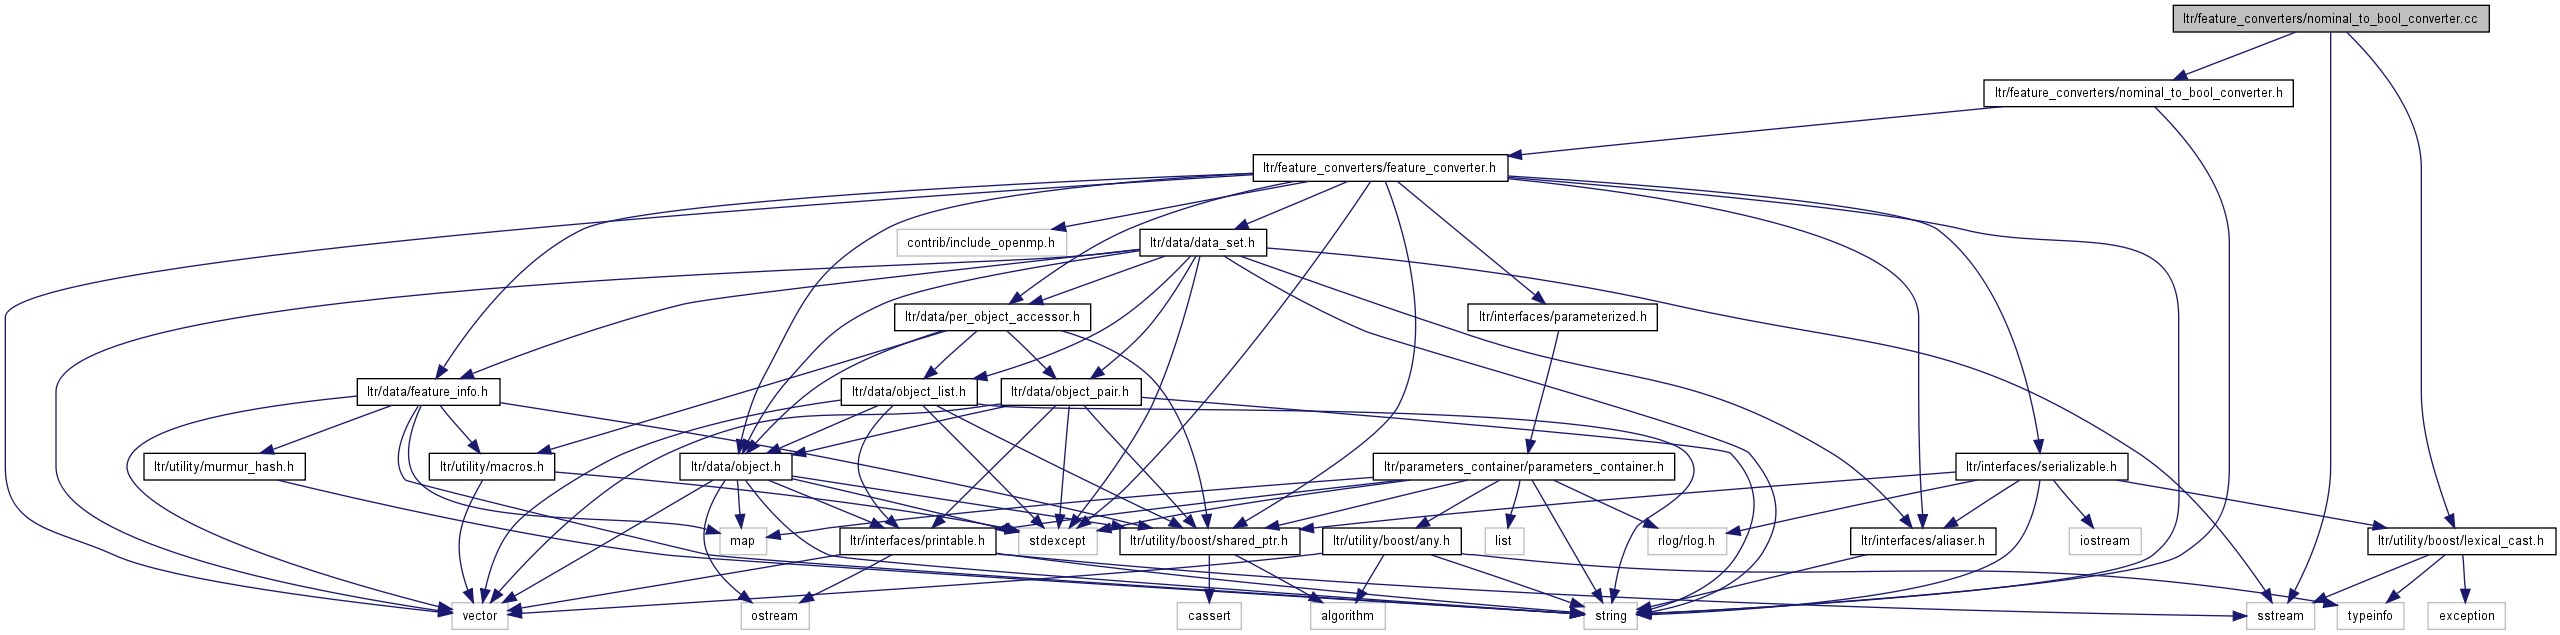 ltr/feature_converters/nominal_to_bool_converter.cc
ltr/feature_converters/nominal_to_bool_converter.h
ltr/feature_converters/feature_converter.h
contrib/include_openmp.h
ltr/data/data_set.h
ltr/data/per_object_accessor.h
ltr/interfaces/parameterized.h
ltr/data/feature_info.h
ltr/data/object_list.h
ltr/data/object_pair.h
ltr/utility/murmur_hash.h
ltr/utility/macros.h
ltr/data/object.h
ltr/parameters_container/parameters_container.h
ltr/interfaces/serializable.h
map
ltr/interfaces/printable.h
stdexcept
ltr/utility/boost/shared_ptr.h
ltr/utility/boost/any.h
list
rlog/rlog.h
ltr/interfaces/aliaser.h
iostream
ltr/utility/boost/lexical_cast.h
vector
ostream
cassert
algorithm
string
sstream
typeinfo
exception